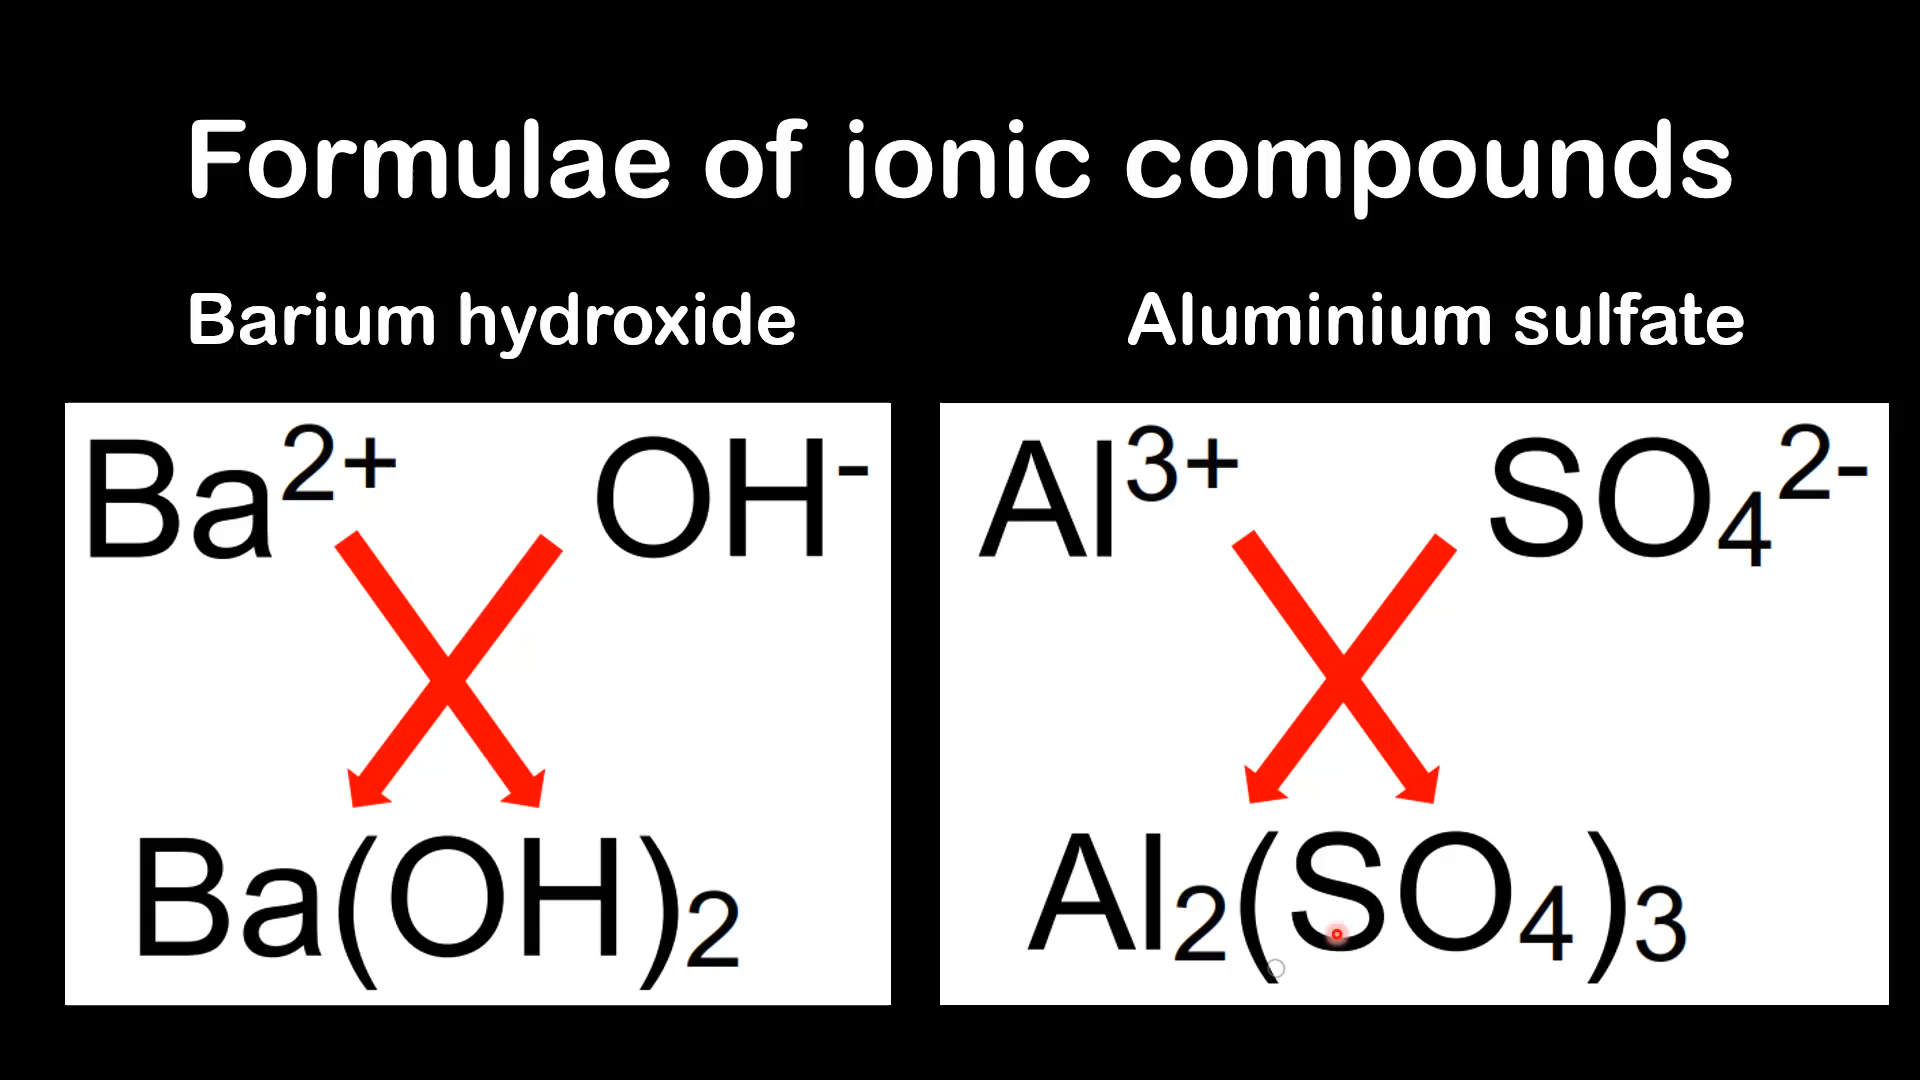 Formulae of ionic compounds
Barium hydroxide
Ba²⁺ OH⁻
Ba(OH)₂
Aluminium sulfate
Al³⁺ SO₄²⁻
Al₂(SO₄)₃